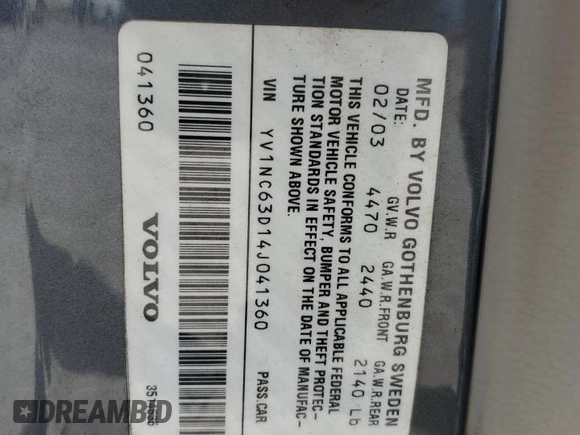 MFD. BY VOLVO GOTHENBURG SWEDEN
DATE: GV.W.R GA.W.R.FRONT GA.W.R.REAR
02/03 4470 2440 2140 Lb
THIS VEHICLE CONFORMS TO ALL APPLICABLE FEDERAL
MOTOR VEHICLE SAFETY, BUMPER AND THEFT PROTEC-
TION STANDARDS IN EFFECT ON THE DATE OF MANUFAC-
TURE SHOWN ABOVE.
VIN YV1NC63D14J041360 PASS.CAR
041360 VOLVO
DREAMBID